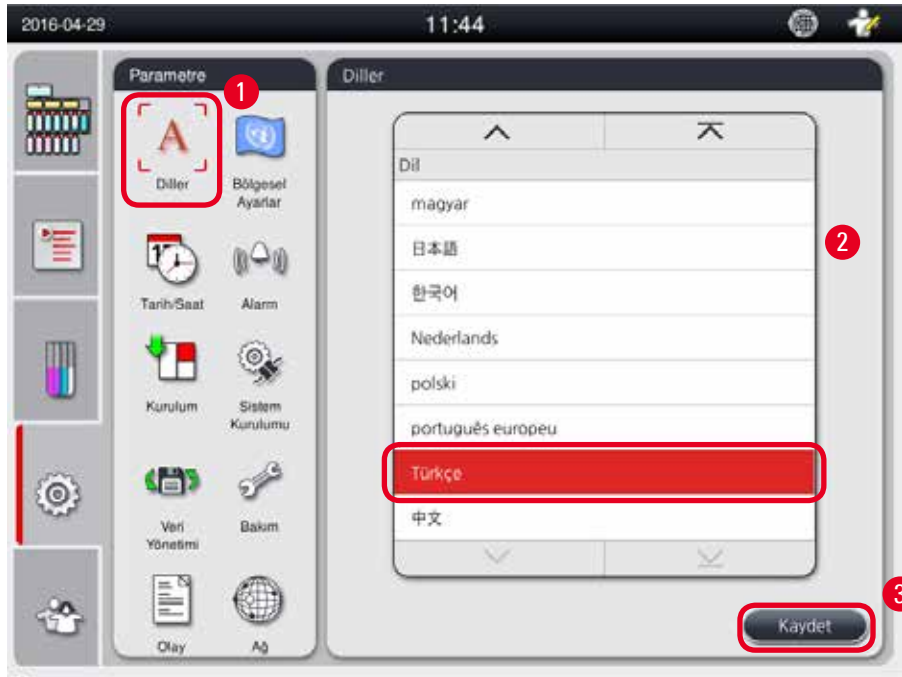 2016-04-29
11:44
Parametre
1
Diller
Diller
Bölgesel
Ayarlar
Tarih/Saat
Alarm
Kurulum
Sistem
Kurulumu
Veri
Yönetimi
Bakım
Olay
Ağ
Dil
magyar
日本語
2
한국어
Nederlands
polski
português europeu
Türkçe
中文
3
Kaydet